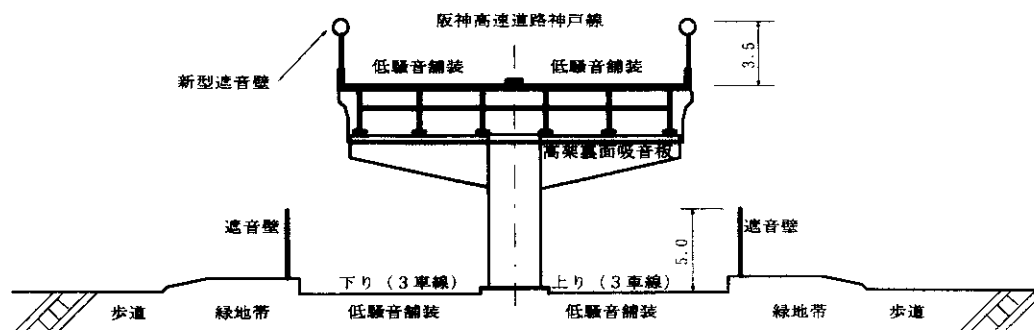 阪神高速道路神戸線
3.5
低騒音舗装
低騒音舗装
新型遮音壁
高架裏面吸音板
遮音壁
遮音壁
5.0
下り（３車線）
上り（３車線）
歩道
緑地帯
低騒音舗装
低騒音舗装
緑地帯
歩道